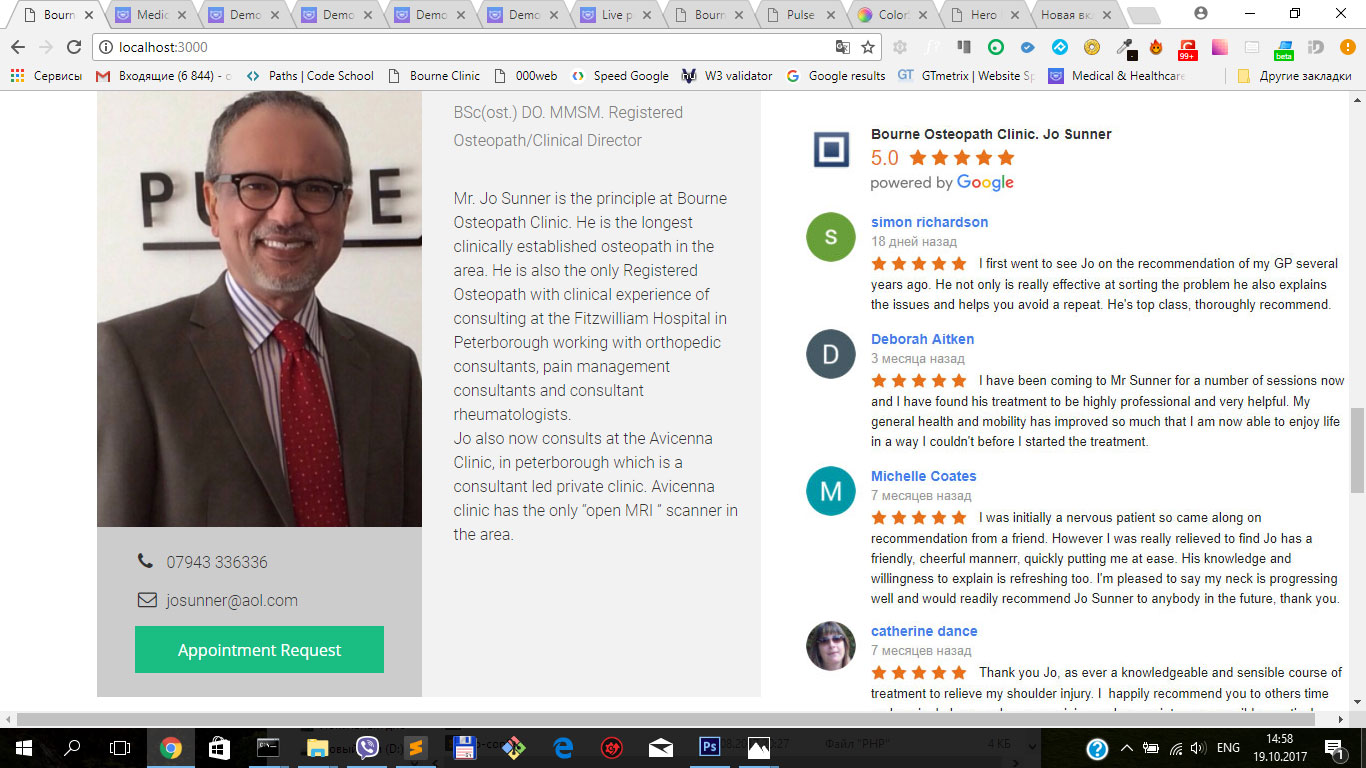 Bourn
Medic
Demo
Demo
Demo
Demo
Live p
Bourn
Pulse
Color
Hero
Новая вк
localhost:3000
99+
beta
Сервисы
Входящие (6 844) - c
Paths | Code School
Bourne Clinic
000web
Speed Google
W3 validator
Google results
GT
GTmetrix | Website Sp
Medical & Healthcare
Другие закладки
PU
E
07943 336336
josunner@aol.com
Appointment Request
BSc(ost.) DO. MMSM. Registered
Osteopath/Clinical Director
Mr. Jo Sunner is the principle at Bourne
Osteopath Clinic. He is the longest
clinically established osteopath in the
area. He is also the only Registered
Osteopath with clinical experience of
consulting at the Fitzwilliam Hospital in
Peterborough working with orthopedic
consultants, pain management
consultants and consultant
rheumatologists.
Jo also now consults at the Avicenna
Clinic, in peterborough which is a
consultant led private clinic. Avicenna
clinic has the only “open MRI ” scanner in
the area.
Bourne Osteopath Clinic. Jo Sunner
5.0
powered by Google
S
simon richardson
18 дней назад
I first went to see Jo on the recommendation of my GP several
years ago. He not only is really effective at sorting the problem he also explains
the issues and helps you avoid a repeat. He's top class, thoroughly recommend.
D
Deborah Aitken
3 месяца назад
I have been coming to Mr Sunner for a number of sessions now
and I have found his treatment to be highly professional and very helpful. My
general health and mobility has improved so much that I am now able to enjoy life
in a way I couldn't before I started the treatment.
M
Michelle Coates
7 месяцев назад
I was initially a nervous patient so came along on
recommendation from a friend. However I was really relieved to find Jo has a
friendly, cheerful mannerr, quickly putting me at ease. His knowledge and
willingness to explain is refreshing too. I'm pleased to say my neck is progressing
well and would readily recommend Jo Sunner to anybody in the future, thank you.
catherine dance
7 месяцев назад
Thank you Jo, as ever a knowledgeable and sensible course of
treatment to relieve my shoulder injury. I happily recommend you to others time
Ps
Файл "PHP"
4 КБ
ENG
14:58
19.10.2017
1